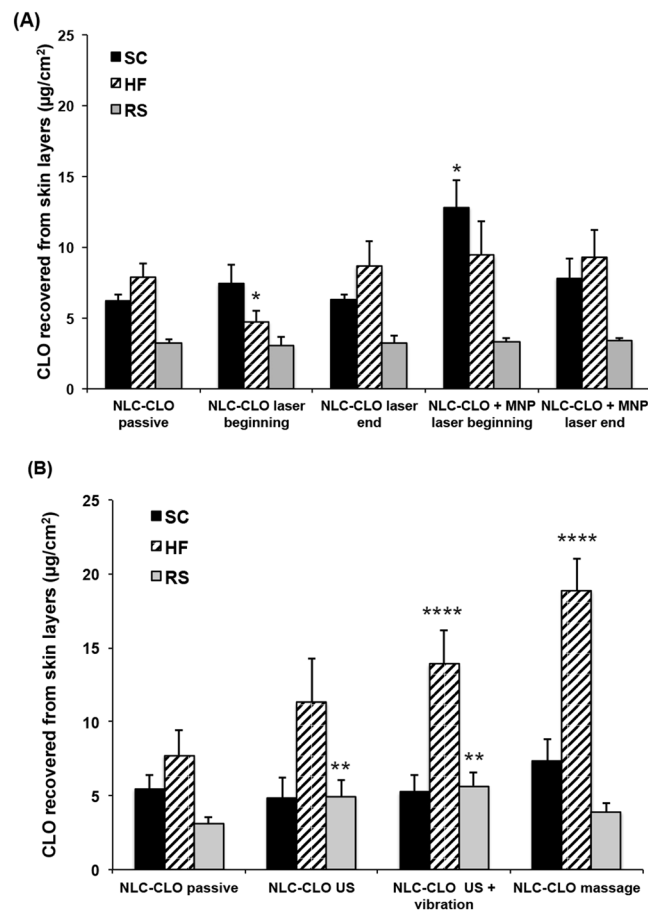 (A)
CLO recovered from skin layers (µg/cm²)
25
20
15
10
5
0
SC
HF
RS
*
*
NLC-CLO passive
NLC-CLO laser beginning
NLC-CLO laser end
NLC-CLO + MNP laser beginning
NLC-CLO + MNP laser end
(B)
CLO recovered from skin layers (µg/cm²)
25
20
15
10
5
0
SC
HF
RS
**
****
**
****
NLC-CLO passive
NLC-CLO US
NLC-CLO US + vibration
NLC-CLO massage